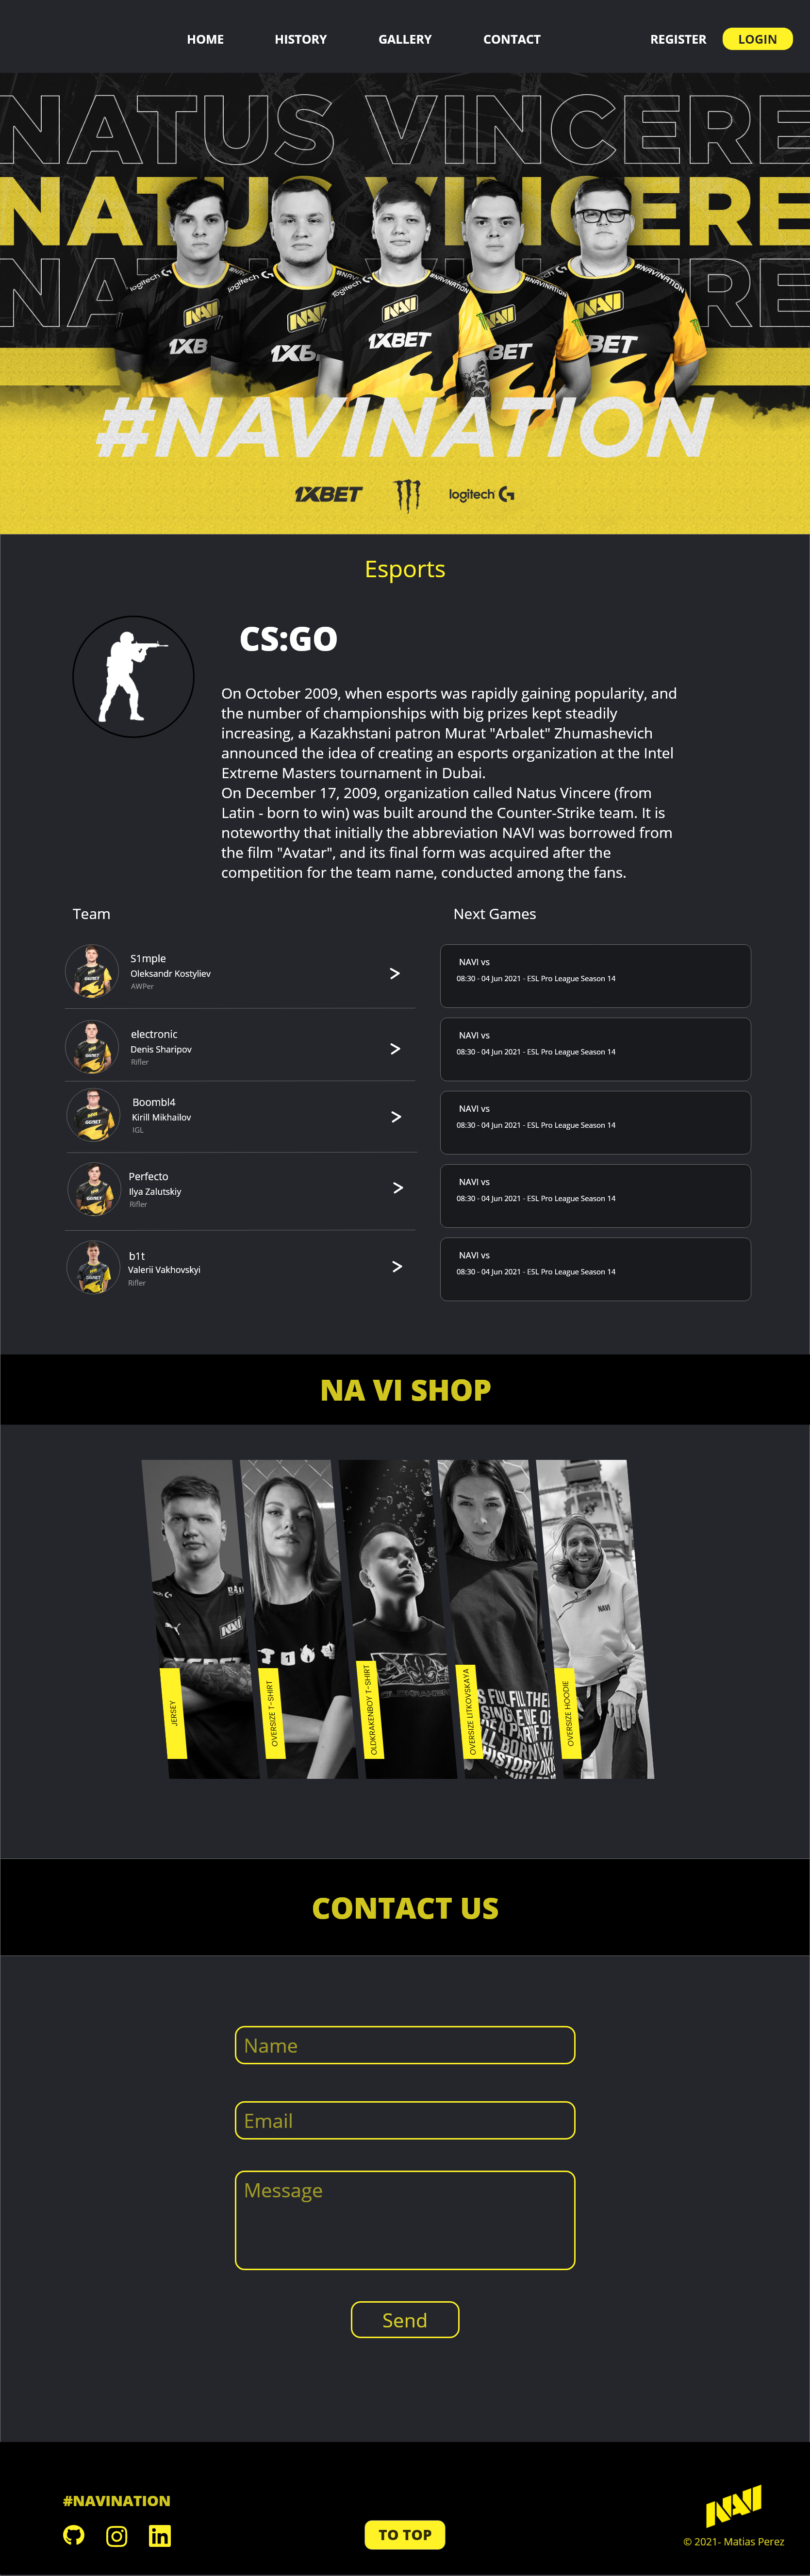 HOME HISTORY GALLERY CONTACT REGISTER LOGIN
NATUS VINCERE
NATUS VINCERE
#NAVINATION
1XBET logitech G
Esports
CS:GO
On October 2009, when esports was rapidly gaining popularity, and
the number of championships with big prizes kept steadily
increasing, a Kazakhstani patron Murat "Arbalet" Zhumashevich
announced the idea of creating an esports organization at the Intel
Extreme Masters tournament in Dubai.
On December 17, 2009, organization called Natus Vincere (from
Latin - born to win) was built around the Counter-Strike team. It is
noteworthy that initially the abbreviation NAVI was borrowed from
the film "Avatar", and its final form was acquired after the
competition for the team name, conducted among the fans.
Team
S1mple
Oleksandr Kostyliev
AWPer
electronic
Denis Sharipov
Rifler
Boombl4
Kirill Mikhailov
IGL
Perfecto
Ilya Zalutskiy
Rifler
b1t
Valerii Vakhovskyi
Rifler
Next Games
NAVI vs
08:30 - 04 Jun 2021 - ESL Pro League Season 14
NAVI vs
08:30 - 04 Jun 2021 - ESL Pro League Season 14
NAVI vs
08:30 - 04 Jun 2021 - ESL Pro League Season 14
NAVI vs
08:30 - 04 Jun 2021 - ESL Pro League Season 14
NAVI vs
08:30 - 04 Jun 2021 - ESL Pro League Season 14
NA VI SHOP
JERSEY
OVERSIZE T-SHIRT
OLDKRAKENBOY T-SHIRT
OVERSIZE LITKOVSKAYA
OVERSIZE HOODIE
CONTACT US
Name
Email
Message
Send
#NAVINATION
TO TOP
NAVI
© 2021- Matias Perez